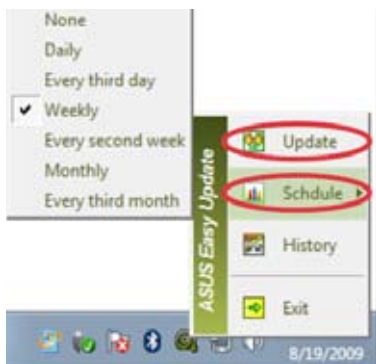 None
Daily
Every third day
Weekly
Every second week
Monthly
Every third month
ASUS Easy Update
Update
Schdule
History
Exit
8/19/2009